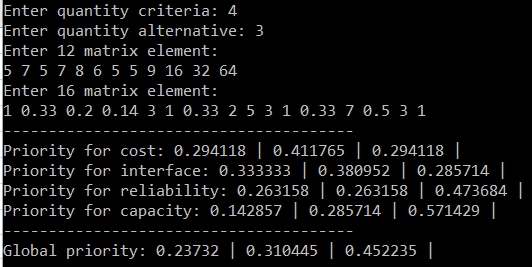 Enter quantity criteria: 4
Enter quantity alternative: 3
Enter 12 matrix element:
5 7 5 7 8 6 5 5 9 16 32 64
Enter 16 matrix element:
1 0.33 0.2 0.14 3 1 0.33 2 5 3 1 0.33 7 0.5 3 1
---------------------------------------
Priority for cost: 0.294118 | 0.411765 | 0.294118 |
Priority for interface: 0.333333 | 0.380952 | 0.285714 |
Priority for reliability: 0.263158 | 0.263158 | 0.473684 |
Priority for capacity: 0.142857 | 0.285714 | 0.571429 |
---------------------------------------
Global priority: 0.23732 | 0.310445 | 0.452235 |